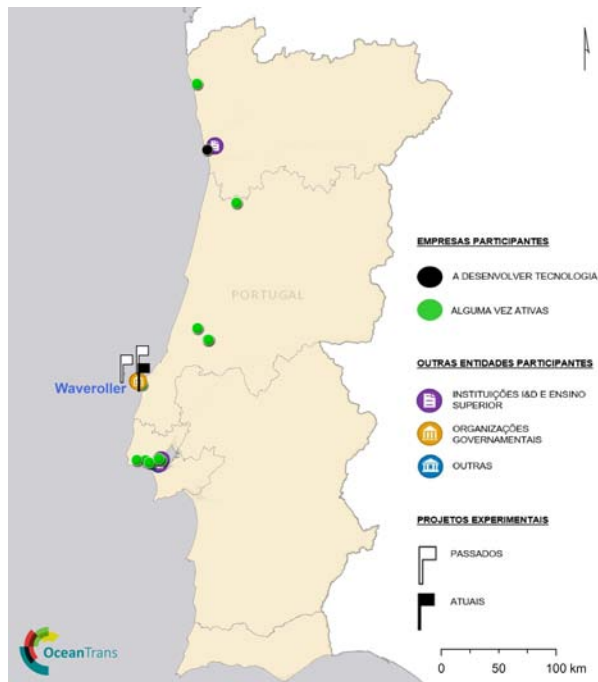 PORTUGAL
Waveroller
EMPRESAS PARTICIPANTES
A DESENVOLVER TECNOLOGIA
ALGUMA VEZ ATIVAS
OUTRAS ENTIDADES PARTICIPANTES
INSTITUIÇÕES I&D E ENSINO
SUPERIOR
ORGANIZAÇÕES
GOVERNAMENTAIS
OUTRAS
PROJETOS EXPERIMENTAIS
PASSADOS
ATUAIS
OceanTrans
0 50 100 km